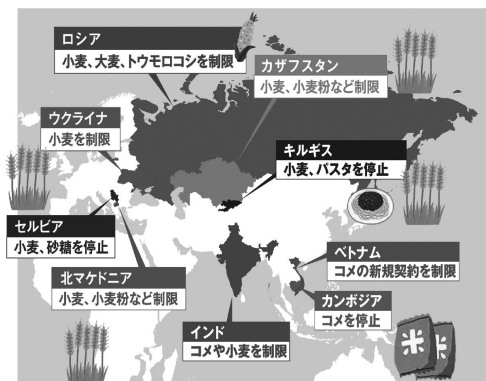 ロシア
小麦、大麦、トウモロコシを制限
カザフスタン
小麦、小麦粉など制限
ウクライナ
小麦を制限
キルギス
小麦、パスタを停止
セルビア
小麦、砂糖を停止
北マケドニア
小麦、小麦粉など制限
ベトナム
コメの新規契約を制限
カンボジア
コメを停止
インド
コメや小麦を制限
米